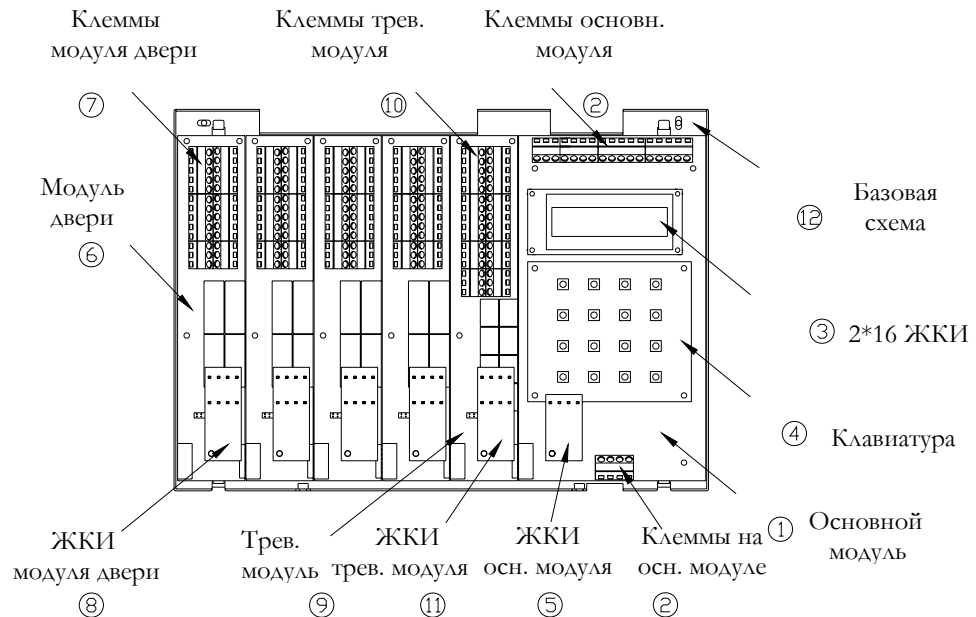 Клеммы
модуля двери
⑦
Клеммы трев.
модуля
⑩
Клеммы основн.
модуля
②
Модуль
двери
⑥
⑫ Базовая
схема
③ 2*16 ЖКИ
④ Клавиатура
① Основной
модуль
ЖКИ
модуля двери
⑧
Трев.
модуль
⑨
ЖКИ
трев. модуля
⑪
ЖКИ
осн. модуля
⑤
Клеммы на
осн. модуле
②